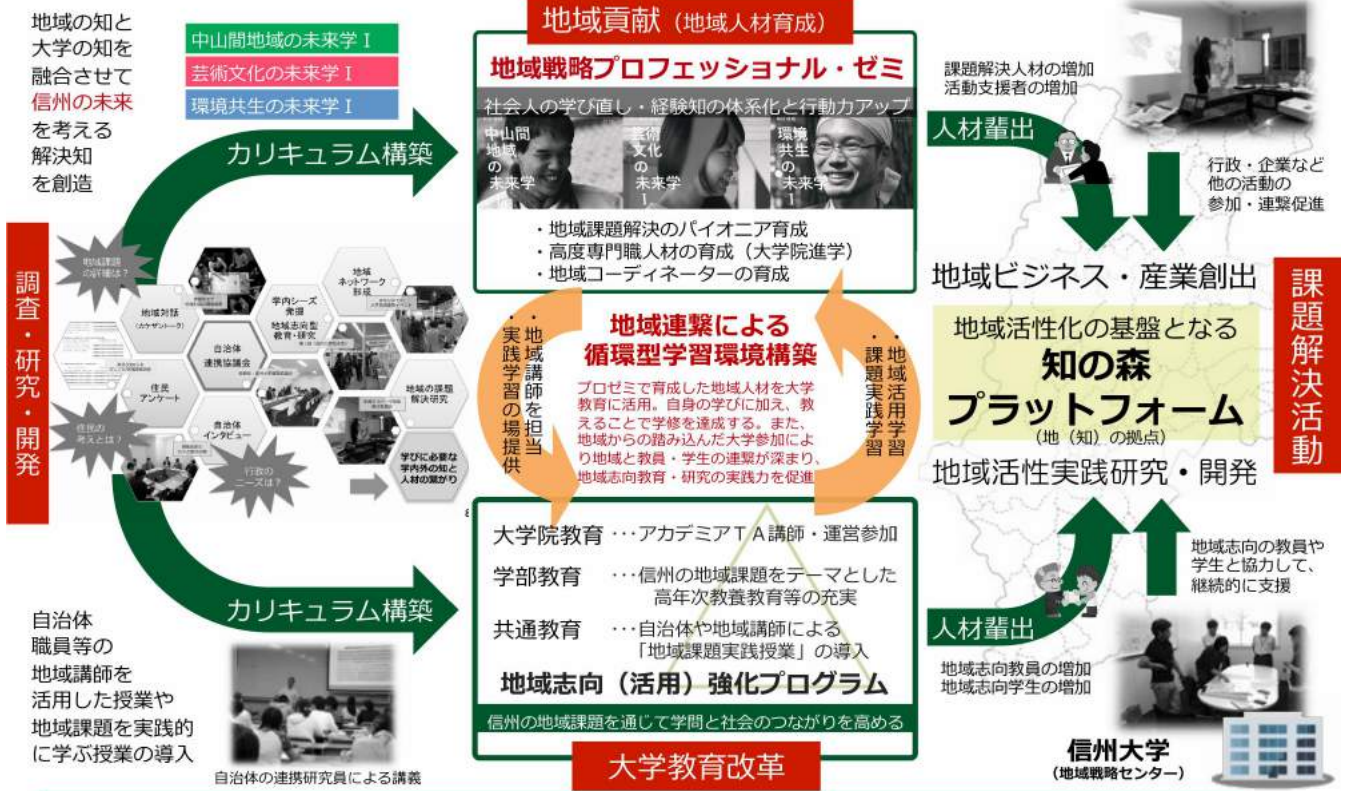 地域の知と
大学の知を
融合させて
信州の未来
を考える
解決知
を創造
中山間地域の未来学Ⅰ
芸術文化の未来学Ⅰ
環境共生の未来学Ⅰ
カリキュラム構築
調査・研究・開発
地域課題
の詳細は？
地域対話
（カケザントーク）
自治体
連携協議会
学内シーズ
発掘
地域志向型
教育・研究
地域
ネットワーク
形成
住民
アンケート
自治体
インタビュー
地域の課題
解決研究
住民の
考えとは？
行政の
ニーズは？
学びに必要な
学内外の知と
人材の繋がり
8
カリキュラム構築
自治体
職員等の
地域講師を
活用した授業や
地域課題を実践的
に学ぶ授業の導入
自治体の連携研究員による講義
地域貢献（地域人材育成）
地域戦略プロフェッショナル・ゼミ
社会人の学び直し・経験知の体系化と行動力アップ
中山間
地域
の
未来学
Ⅰ
芸術
文化
の
未来学
Ⅰ
環境
共生
の
未来学
Ⅰ
・地域課題解決のパイオニア育成
・高度専門職人材の育成（大学院進学）
・地域コーディネーターの育成
・地域講師を担当
・実践学習の場提供
地域連繋による
循環型学習環境構築
プロゼミで育成した地域人材を大学
教育に活用。自身の学びに加え、教
えることで学修を達成する。また、
地域からの踏み込んだ大学参加によ
り地域と教員・学生の連繋が深まり、
地域志向教育・研究の実践力を促進
・地域活用学習
・課題実践学習
大学院教育 …アカデミアＴＡ講師・運営参加
学部教育 …信州の地域課題をテーマとした
高年次教養教育等の充実
共通教育 …自治体や地域講師による
「地域課題実践授業」の導入
地域志向（活用）強化プログラム
信州の地域課題を通じて学問と社会のつながりを高める
大学教育改革
課題解決人材の増加
活動支援者の増加
人材輩出
行政・企業など
他の活動の
参加・連繋促進
地域ビジネス・産業創出
地域活性化の基盤となる
知の森
プラットフォーム
（地（知）の拠点）
地域活性実践研究・開発
課題解決活動
地域志向の教員や
学生と協力して、
継続的に支援
人材輩出
地域志向教員の増加
地域志向学生の増加
信州大学
（地域戦略センター）